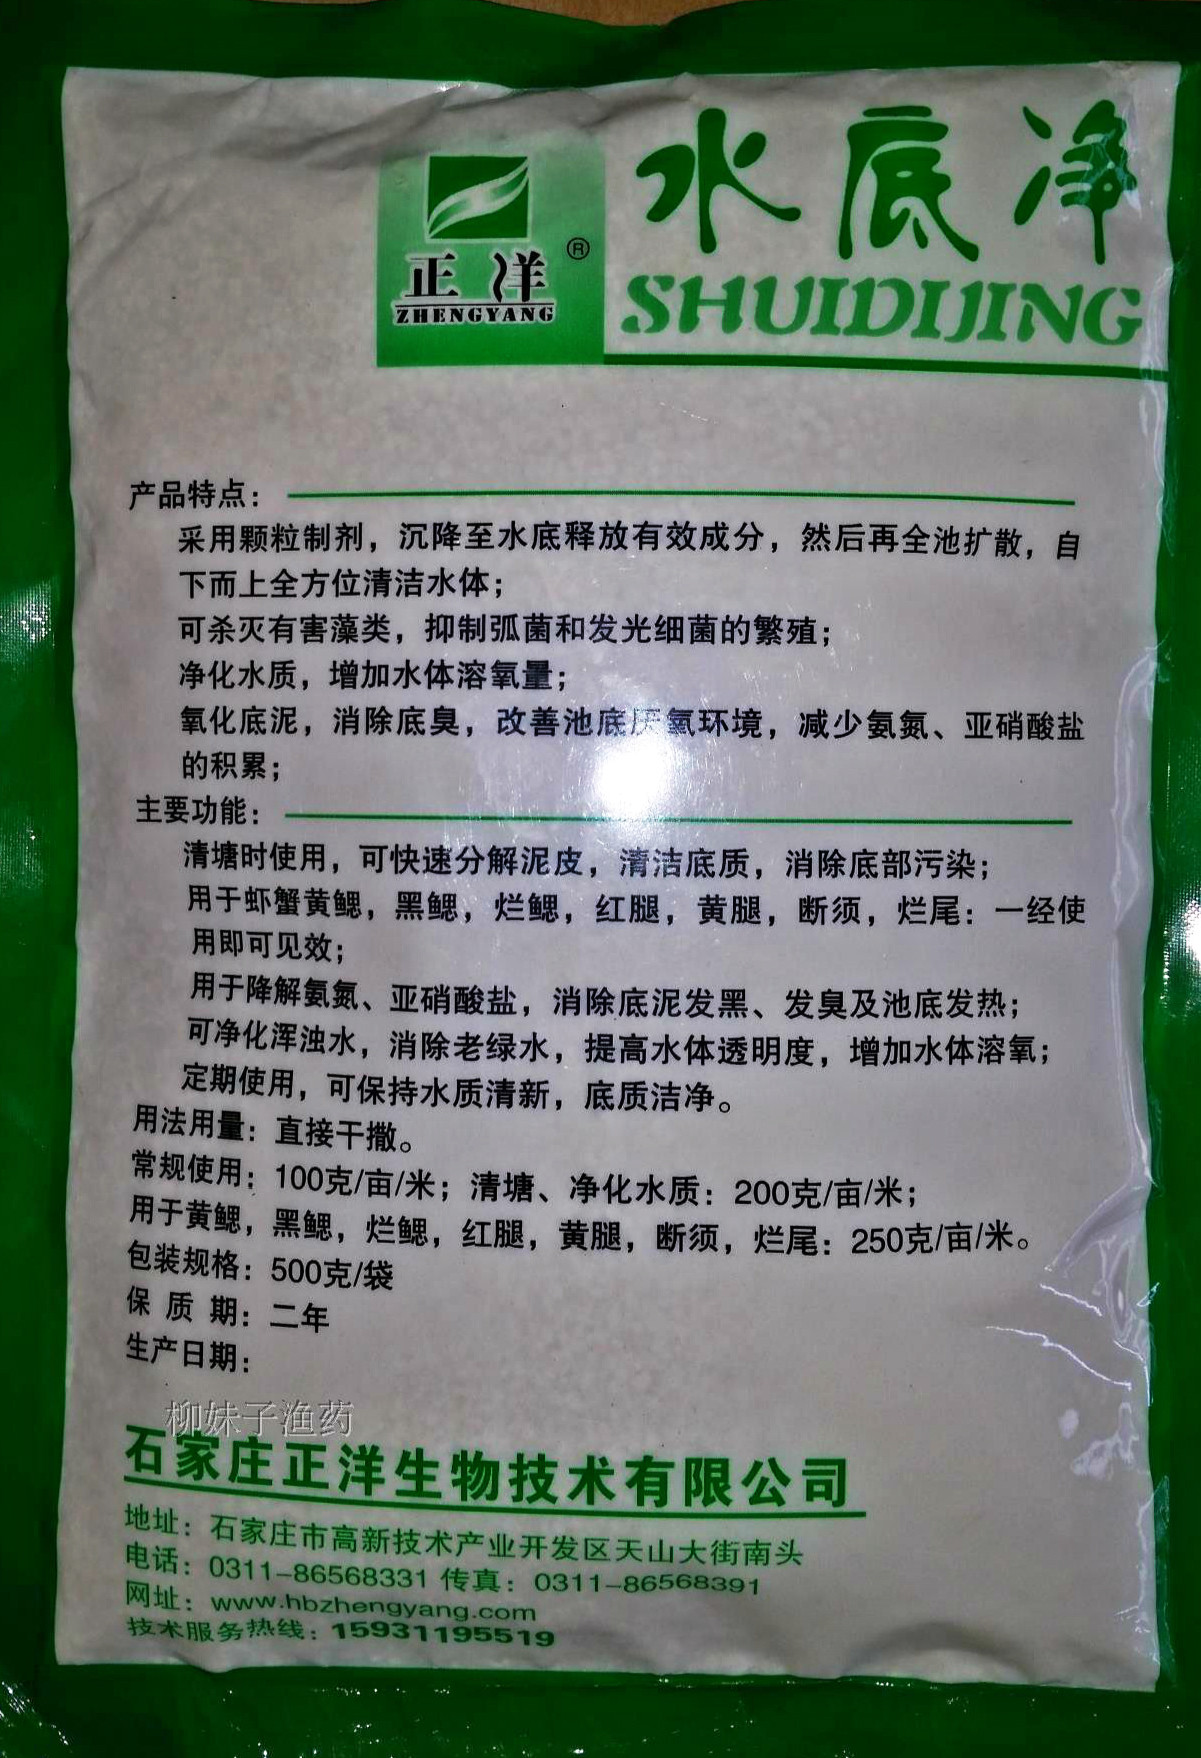 正洋®
ZHENGYANG
水底净
SHUIDIJING
产品特点：
采用颗粒制剂，沉降至水底释放有效成分，然后再全池扩散，自
下而上全方位清洁水体；
可杀灭有害藻类，抑制弧菌和发光细菌的繁殖；
净化水质，增加水体溶氧量；
氧化底泥，消除底臭，改善池底厌氧环境，减少氨氮、亚硝酸盐
的积累；
主要功能：
清塘时使用，可快速分解泥皮，清洁底质，消除底部污染；
用于虾蟹黄鳃，黑鳃，烂鳃，红腿，黄腿，断须，烂尾：一经使
用即可见效；
用于降解氨氮、亚硝酸盐，消除底泥发黑、发臭及池底发热；
可净化浑浊水，消除老绿水，提高水体透明度，增加水体溶氧；
定期使用，可保持水质清新，底质洁净。
用法用量：直接干撒。
常规使用：100克/亩/米；清塘、净化水质：200克/亩/米；
用于黄鳃，黑鳃，烂鳃，红腿，黄腿，断须，烂尾：250克/亩/米。
包装规格：500克/袋
保 质 期：二年
生产日期：
柳妹子渔药
石家庄正洋生物技术有限公司
地址：石家庄市高新技术产业开发区天山大街南头
电话：0311-86568331 传真：0311-86568391
网址：www.hbzhengyang.com
技术服务热线：15931195519